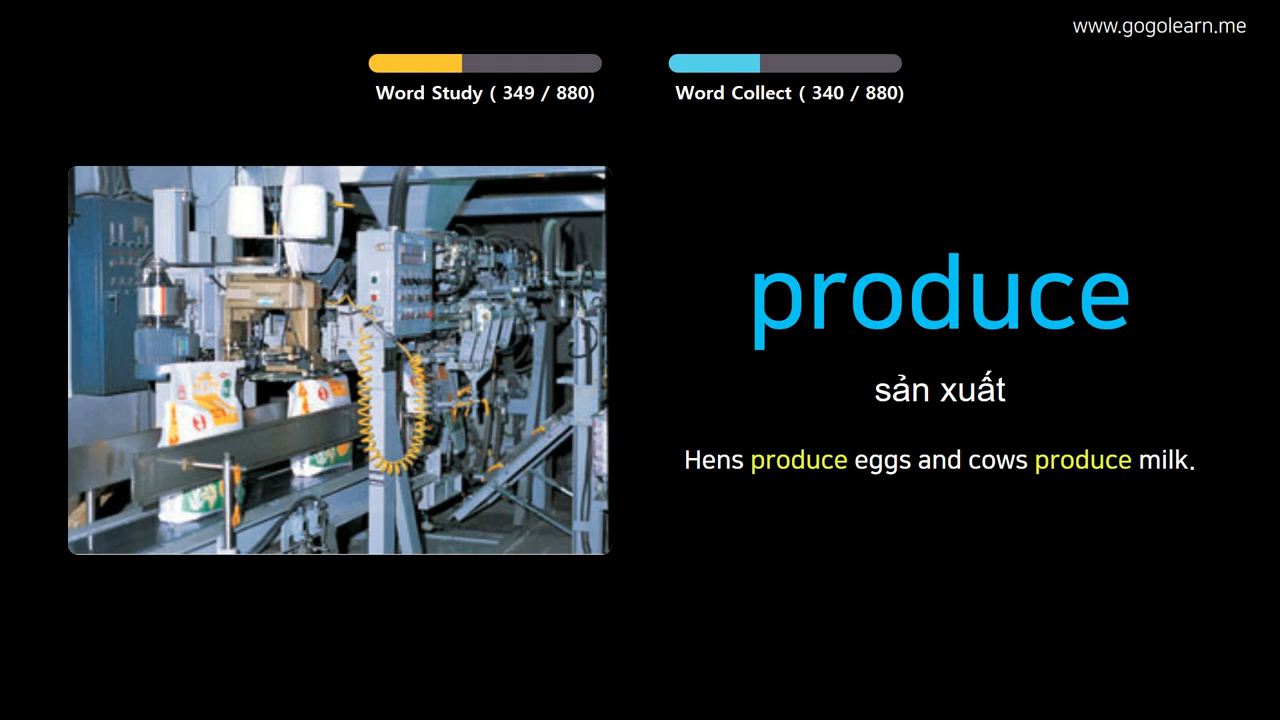 www.gogolearn.me
Word Study ( 349 / 880)
Word Collect ( 340 / 880)
produce
sản xuất
Hens produce eggs and cows produce milk.